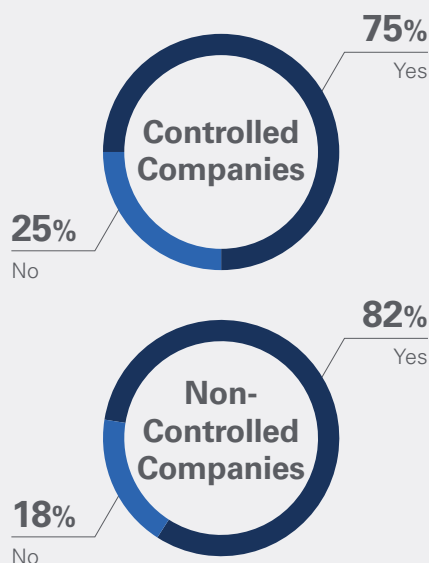 75%
Yes
Controlled
Companies
25%
No
82%
Yes
Non-
Controlled
Companies
18%
No